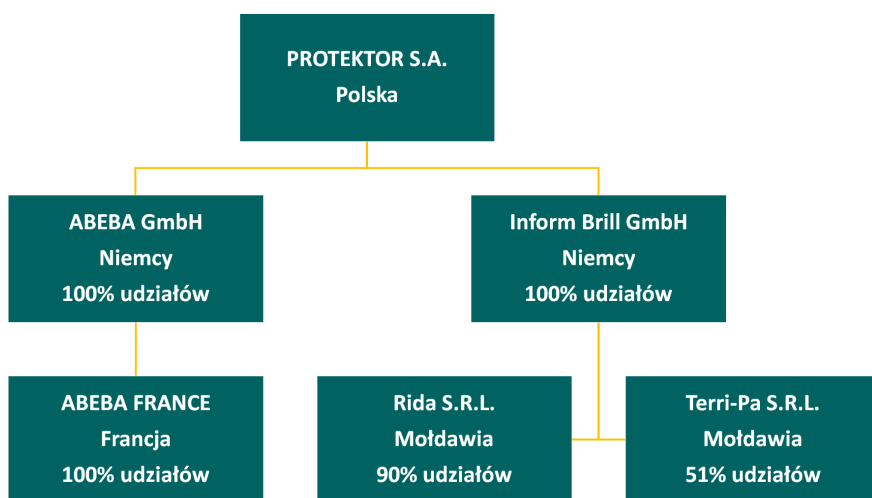 PROTEKTOR S.A.
Polska
ABEBA GmbH
Niemcy
100% udziałów
Inform Brill GmbH
Niemcy
100% udziałów
ABEBA FRANCE
Francja
100% udziałów
Rida S.R.L.
Mołdawia
90% udziałów
Terri-Pa S.R.L.
Mołdawia
51% udziałów